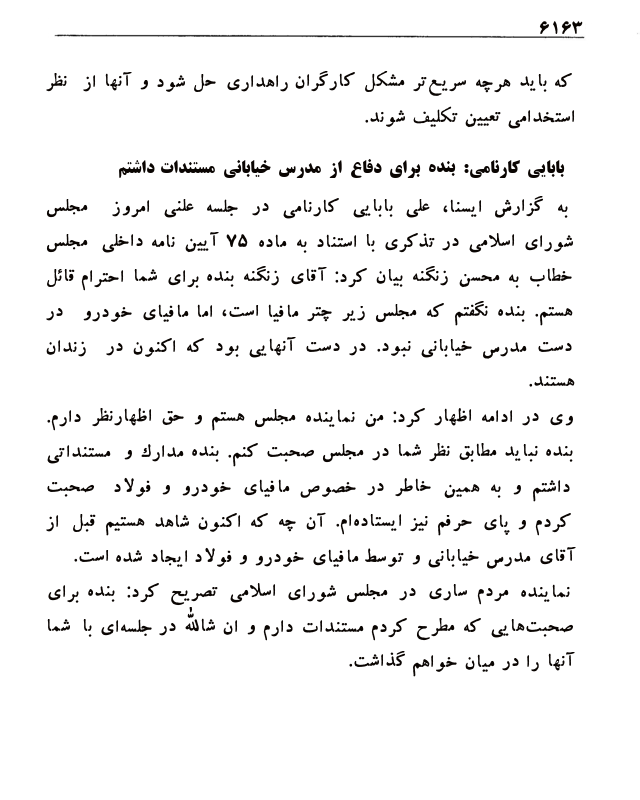 ۶۱۶۳
که باید هرچه سریع‌تر مشکل کارگران راهداری حل شود و آنها از نظر
استخدامی تعیین تکلیف شوند.
بابایی کارنامی: بنده برای دفاع از مدرس خیابانی مستندات داشتم
به گزارش ایسنا، علی بابایی کارنامی در جلسه علنی امروز مجلس
شورای اسلامی در تذکری با استناد به ماده ۷۵ آیین نامه داخلی مجلس
خطاب به محسن زنگنه بیان کرد: آقای زنگنه بنده برای شما احترام قائل
هستم. بنده نگفتم که مجلس زیر چتر مافیا است، اما مافیای خودرو در
دست مدرس خیابانی نبود. در دست آنهایی بود که اکنون در زندان
هستند.
وی در ادامه اظهار کرد: من نماینده مجلس هستم و حق اظهارنظر دارم.
بنده نباید مطابق نظر شما در مجلس صحبت کنم. بنده مدارك و مستنداتی
داشتم و به همین خاطر در خصوص مافیای خودرو و فولاد صحبت
کردم و پای حرفم نیز ایستاده‌ام. آن چه که اکنون شاهد هستیم قبل از
آقای مدرس خیابانی و توسط مافیای خودرو و فولاد ایجاد شده است.
نماینده مردم ساری در مجلس شورای اسلامی تصریح کرد: بنده برای
صحبت‌هایی که مطرح کردم مستندات دارم و ان شالله در جلسه‌ای با شما
آنها را در میان خواهم گذاشت.